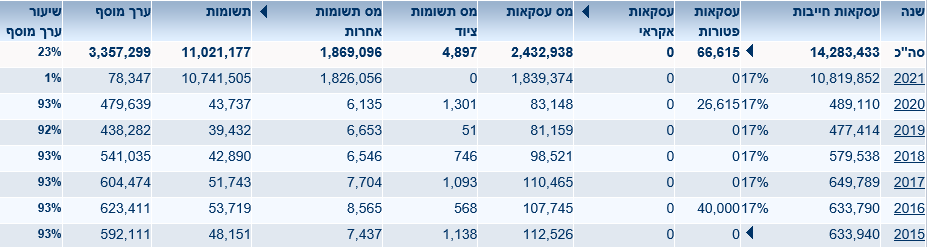 שנה עסקאות חייבות עסקאות פטורות עסקאות אקראי מס עסקאות מס תשומות ציוד מס תשומות אחרות תשומות ערך מוסף שיעור ערך מוסף
סה"כ 14,283,433 66,615 0 2,432,938 4,897 1,869,096 11,021,177 3,357,299 23%
2021 10,819,852 17% 0 0 1,839,374 0 1,826,056 10,741,505 78,347 1%
2020 489,110 17% 26,615 0 83,148 1,301 6,135 43,737 479,639 93%
2019 477,414 17% 0 0 81,159 51 6,653 39,432 438,282 92%
2018 579,538 17% 0 0 98,521 746 6,546 42,890 541,035 93%
2017 649,789 17% 0 0 110,465 1,093 7,704 51,743 604,474 93%
2016 633,790 17% 40,000 0 107,745 568 8,565 53,719 623,411 93%
2015 633,940 0 0 112,526 1,138 7,437 48,151 592,111 93%